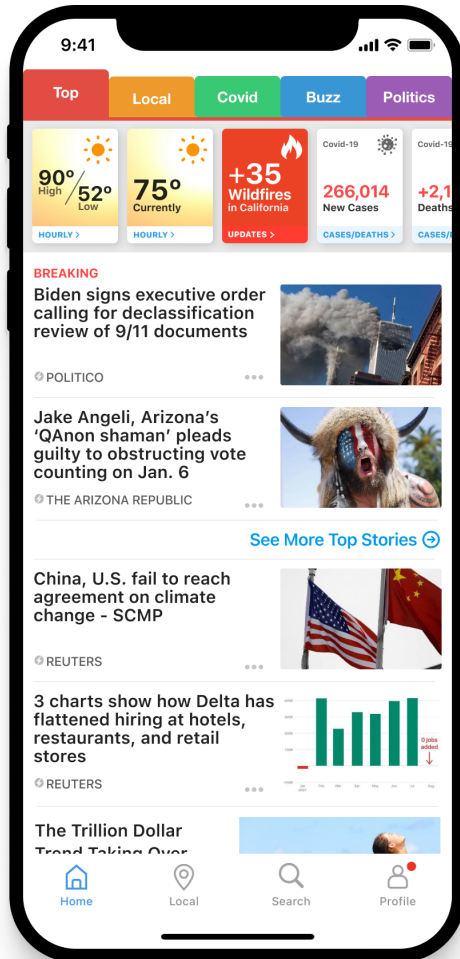 9:41
Top
Local
Covid
Buzz
Politics
90°
High
52°
Low
HOURLY >
75°
Currently
HOURLY >
+35
Wildfires
in California
UPDATES >
Covid-19
266,014
New Cases
CASES/DEATHS >
Covid-19
+2,1
Deaths
CASES/
BREAKING
Biden signs executive order
calling for declassification
review of 9/11 documents
POLITICO
Jake Angeli, Arizona's
‘QAnon shaman’ pleads
guilty to obstructing vote
counting on Jan. 6
THE ARIZONA REPUBLIC
See More Top Stories
China, U.S. fail to reach
agreement on climate
change - SCMP
REUTERS
3 charts show how Delta has
flattened hiring at hotels,
restaurants, and retail
stores
0 jobs
added
REUTERS
The Trillion Dollar
Trend Taking Over
Home
Local
Search
Profile